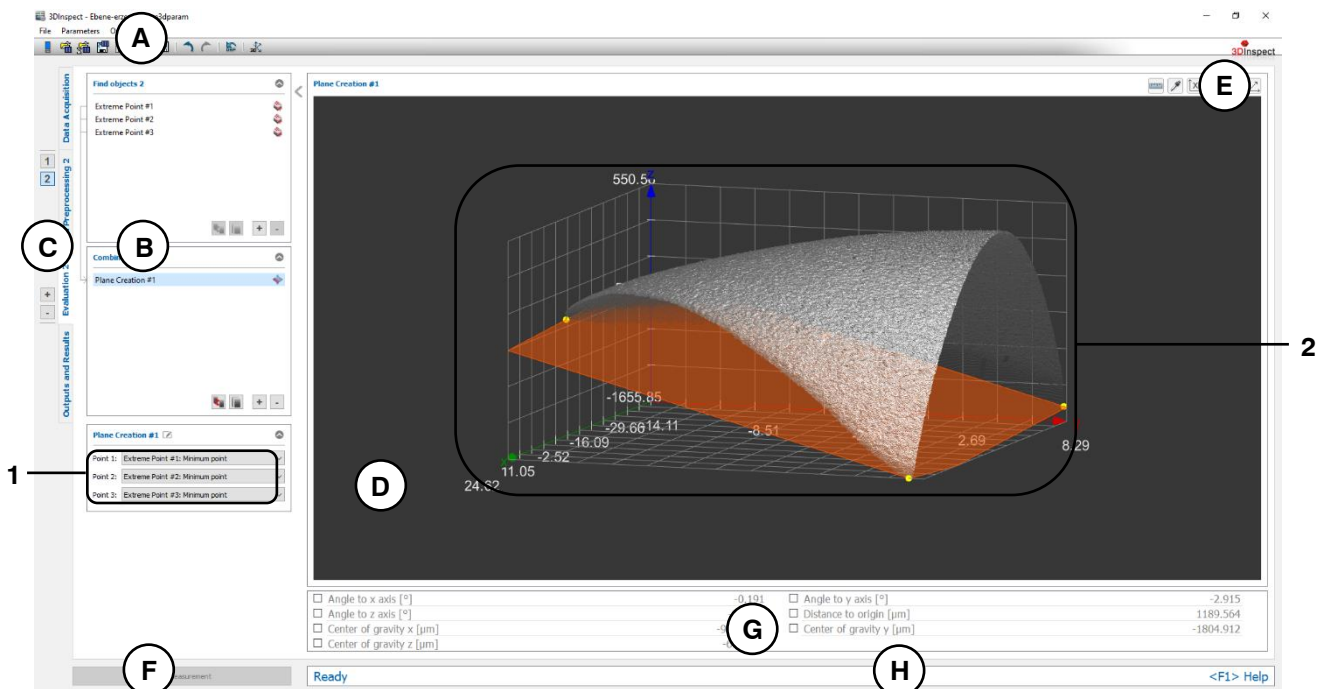 3DInspect - Ebene-erz 3dparam
File Parameters
A
3DInspect
Data Acquisition
Preprocessing 2
Evaluation 2
Outputs and Results
1
2
+
-
C
Find objects 2
Extreme Point #1
Extreme Point #2
Extreme Point #3
+ -
B
Plane Creation #1
+ -
Plane Creation #1
1
Point 1: Extreme Point #1: Minimum point
Point 2: Extreme Point #2: Minimum point
Point 3: Extreme Point #3: Minimum point
Plane Creation #1
E
Z
-1655.85
-14.11
-8.51
2.69
8.29
-29.66
-16.09
-2.52
11.05
24.62
2
D
Angle to x axis [°] -0.191 Angle to y axis [°] -2.915
Angle to z axis [°] Distance to origin [µm] 1189.564
Center of gravity x [µm] Center of gravity y [µm] -1804.912
Center of gravity z [µm]
G
F
H
Ready <F1> Help